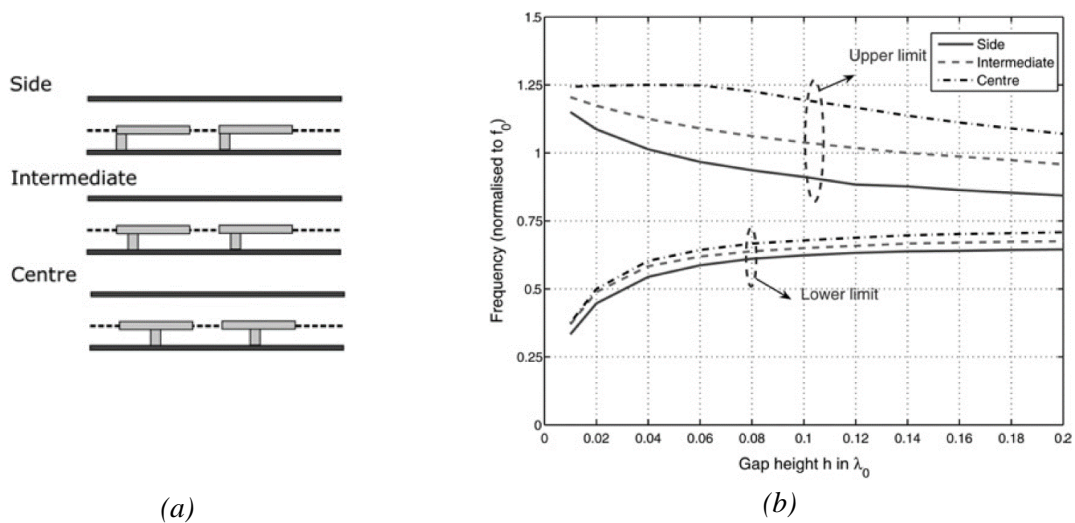 Side
Intermediate
Centre
(a)
1.5
1.25
1
0.75
0.5
0.25
0
0
0.02
0.04
0.06
0.08
0.1
0.12
0.14
0.16
0.18
0.2
Frequency (normalised to f0)
Gap height h in λ0
Upper limit
Lower limit
Side
Intermediate
Centre
(b)